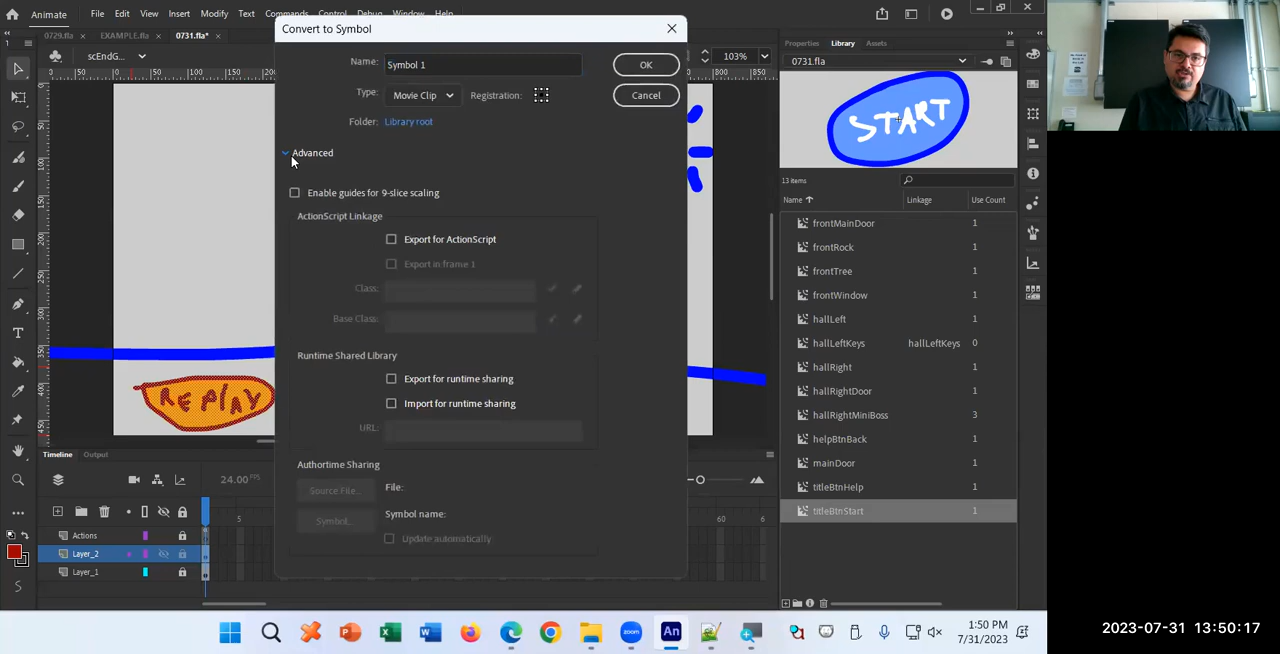 Animate
File
Edit
View
Insert
Modify
Text
Commands
Debug
Window
Help
0729.fla
EXAMPLE.fla
0731.fla*
scEndG...
103%
Convert to Symbol
Name:
Symbol 1
OK
Type:
Movie Clip
Registration:
Cancel
Folder:
Library root
Advanced
Enable guides for 9-slice scaling
ActionScript Linkage
Export for ActionScript
Export in frame 1
Class:
Base Class:
Runtime Shared Library
Export for runtime sharing
Import for runtime sharing
URL:
Authortime Sharing
Source File...
File:
Symbol...
Symbol name:
Update automatically
REPLAY
Properties
Library
Assets
0731.fla
START
13 items
Name
Linkage
Use Count
frontMainDoor 1
frontRock 1
frontTree 1
frontWindow 1
hallLeft 1
hallLeftKeys hallLeftKeys 0
hallRight 1
hallRightDoor 1
hallRightMiniBoss 3
helpBtnBack 1
mainDoor 1
titleBtnHelp 1
titleBtnStart 1
Timeline
Output
24.00 FPS
5
60
Actions
Layer_2
Layer_1
1:50 PM
7/31/2023
2023-07-31 13:50:17